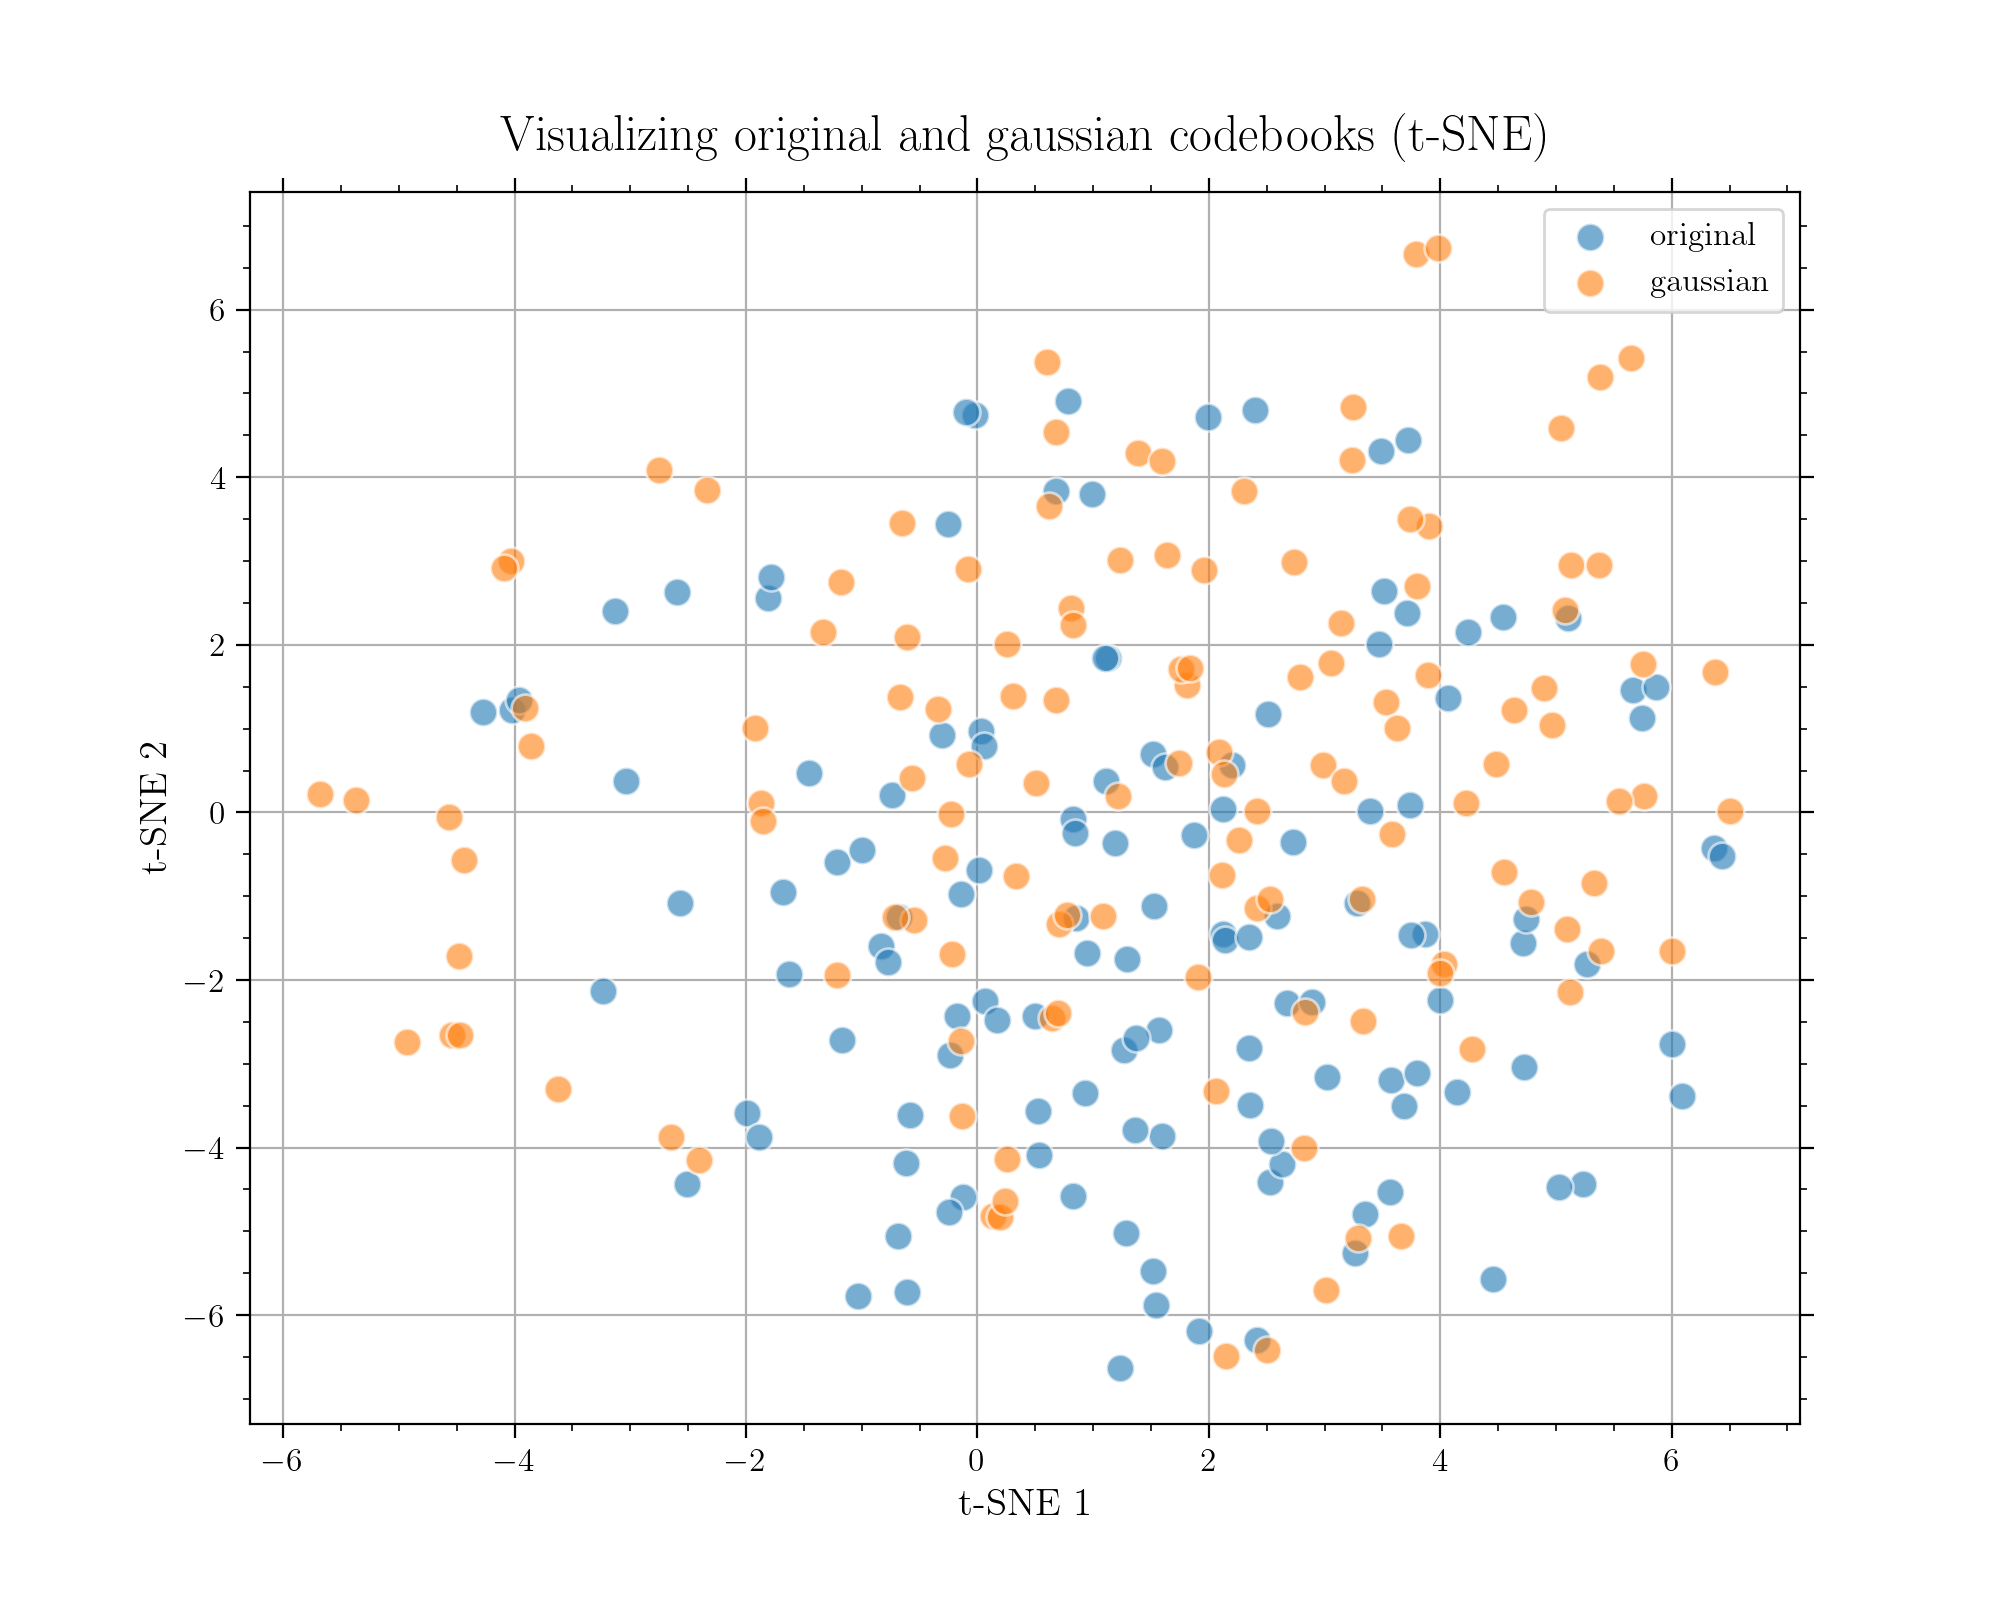 Visualizing original and gaussian codebooks (t-SNE)
original
gaussian
6
4
2
0
−2
−4
−6
t-SNE 2
−6 −4 −2 0 2 4 6
t-SNE 1